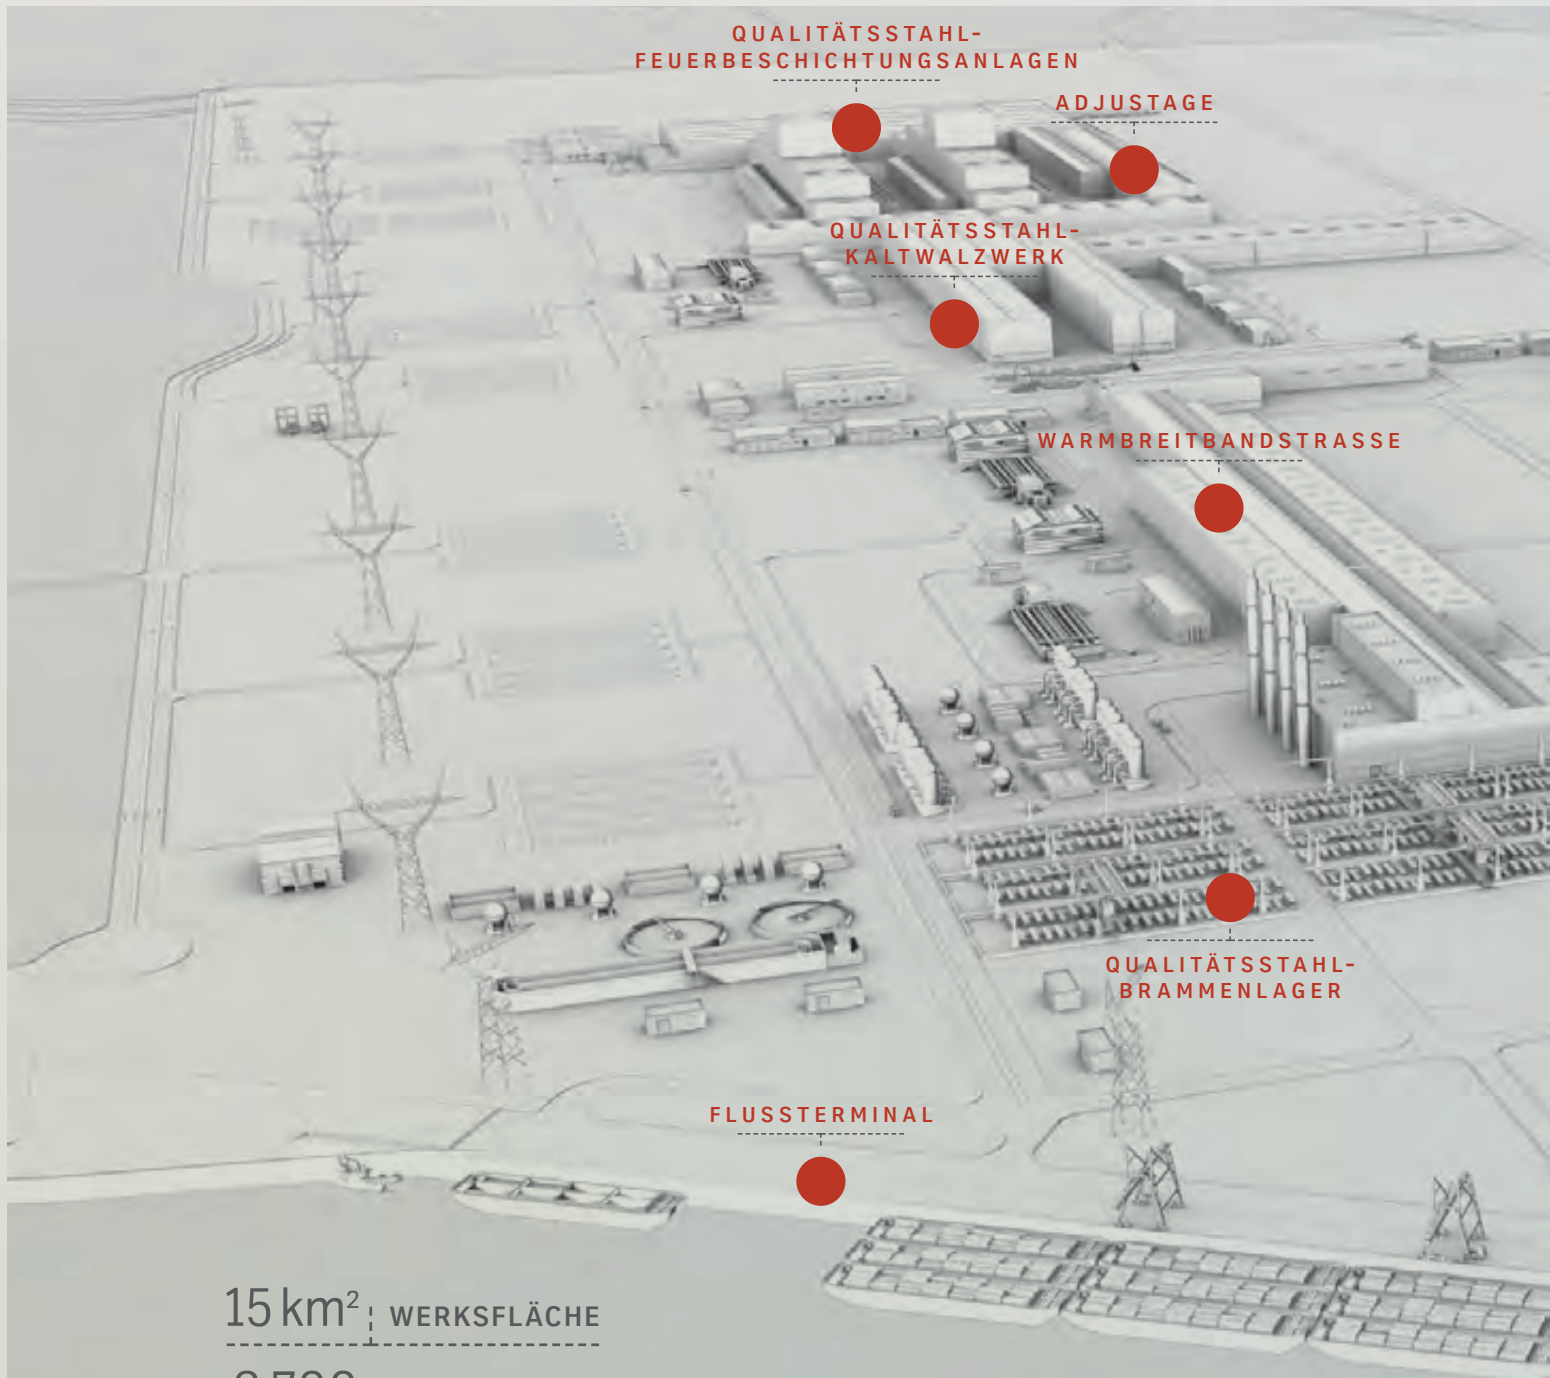 QUALITÄTSSTAHL-
FEUERBESCHICHTUNGSANLAGEN
ADJUSTAGE
QUALITÄTSSTAHL-
KALTWALZWERK
WARMBREITBANDSTRASSE
QUALITÄTSSTAHL-
BRAMMENLAGER
FLUSSTERMINAL
15 km² WERKSFLÄCHE